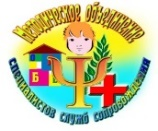 Методическое объединение
Б
Ψ
специалистов служб сопровождения